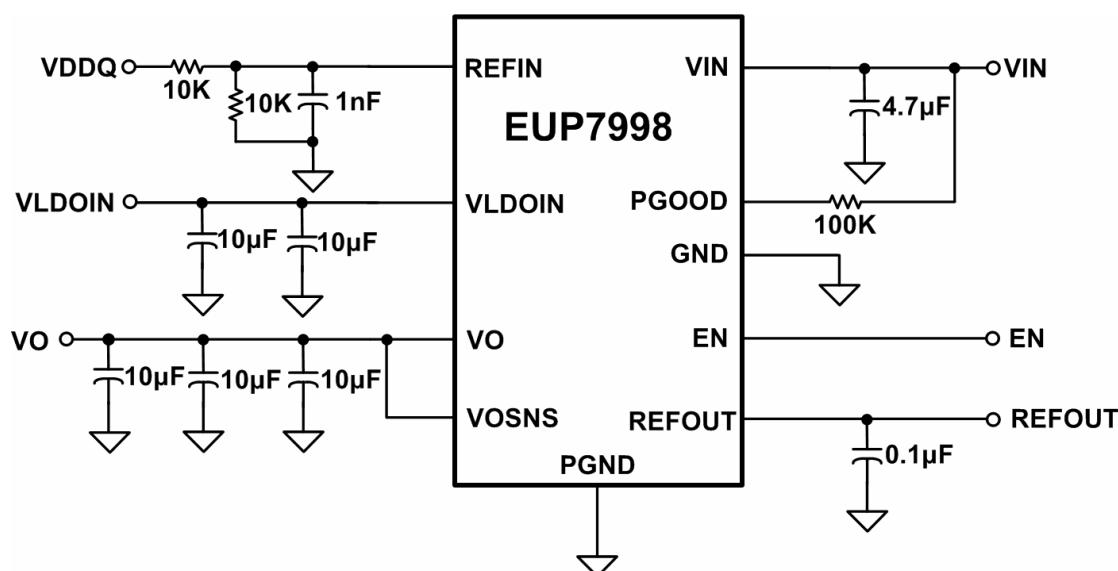 VDDQ
10K
10K
1nF
REFIN
VIN
VIN
4.7µF
EUP7998
VLDOIN
VLDOIN
10µF
10µF
PGOOD
100K
GND
VO
VO
10µF
10µF
10µF
VOSNS
EN
EN
REFOUT
REFOUT
0.1µF
PGND